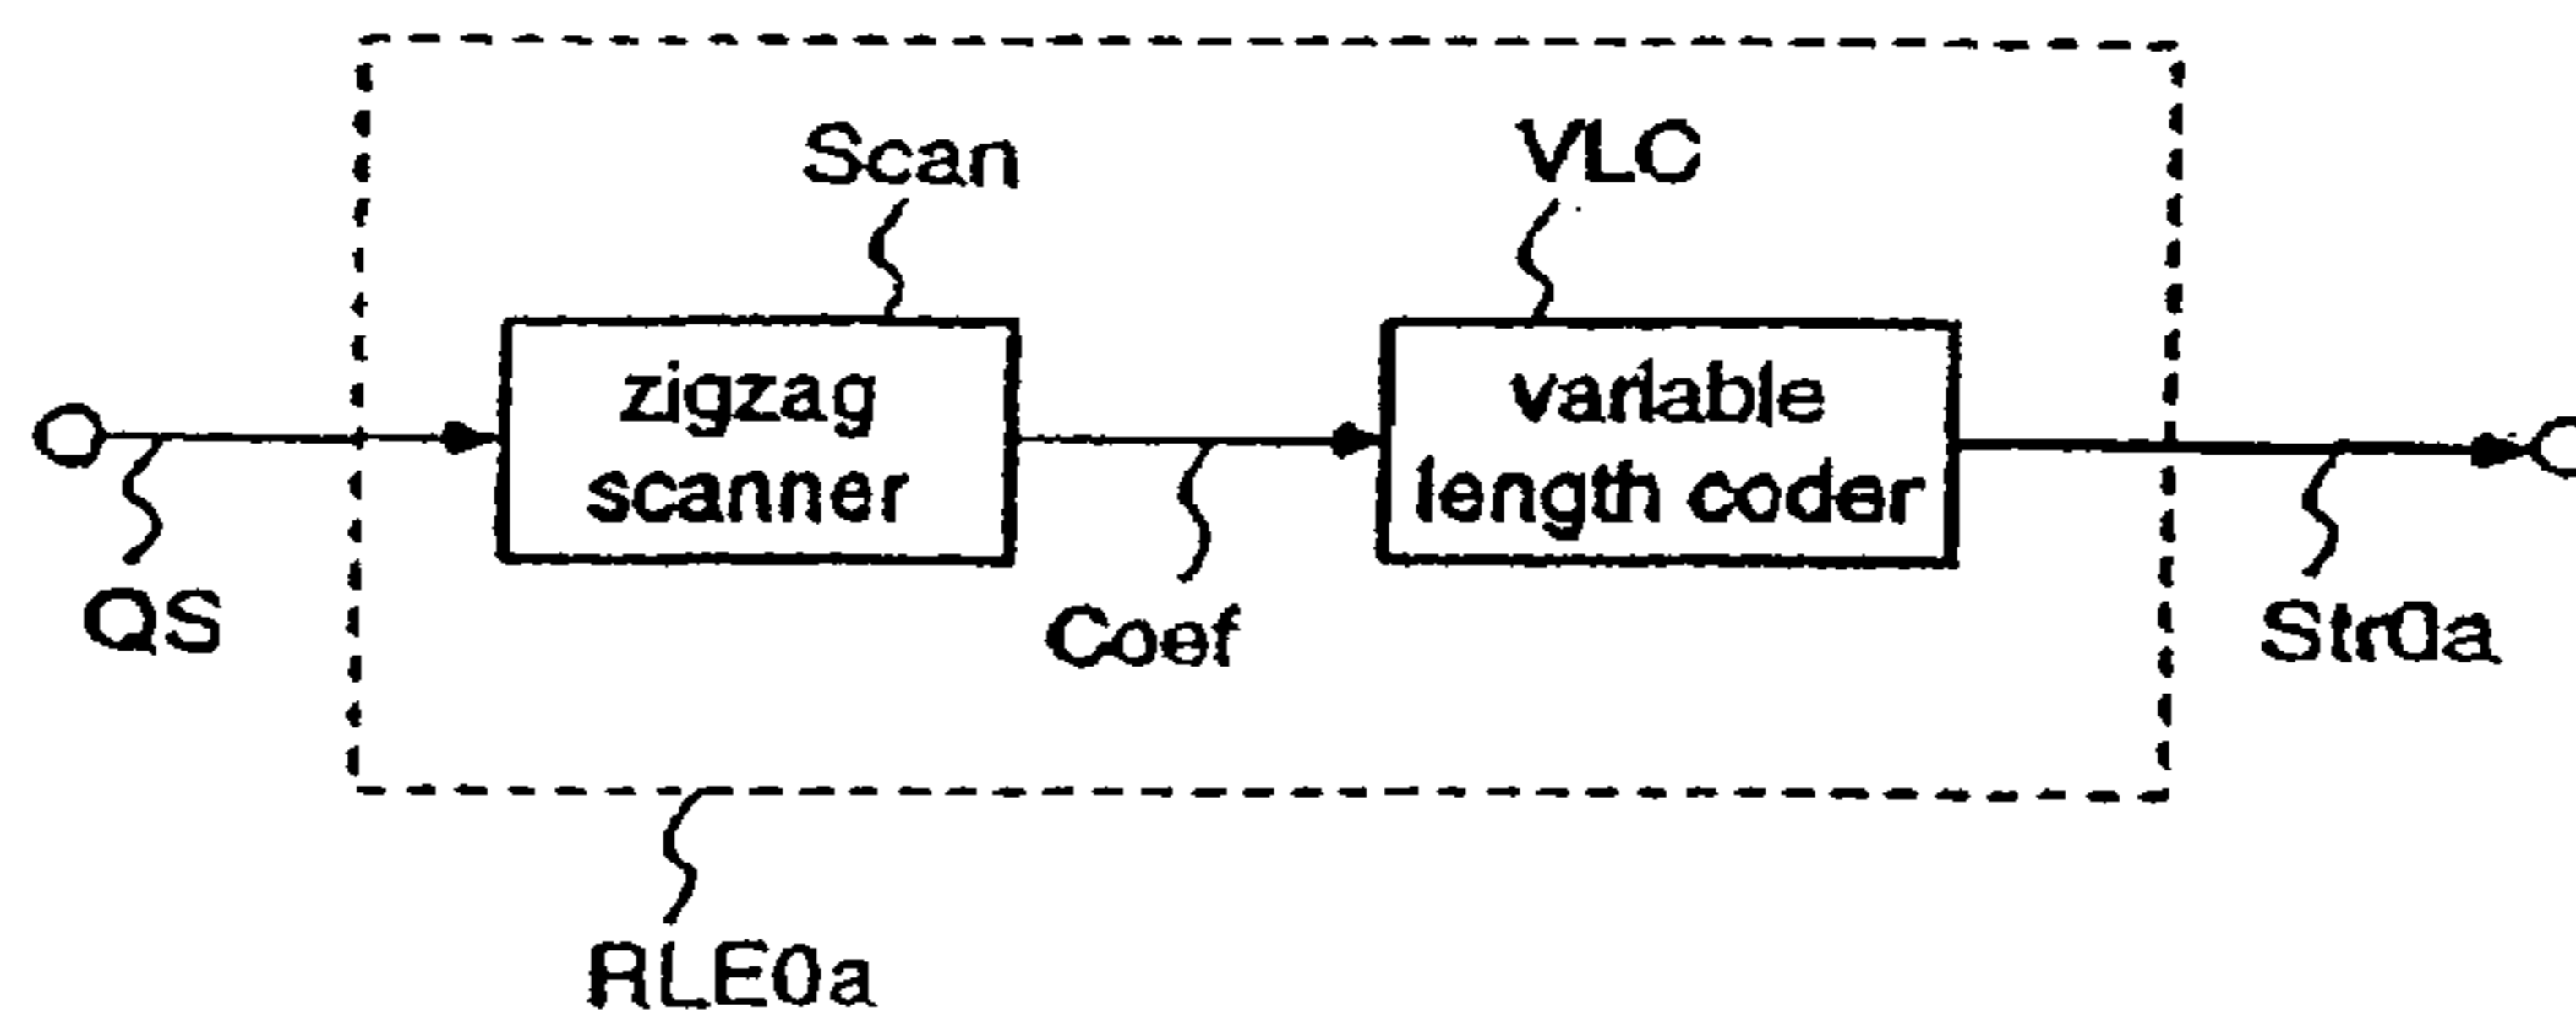 Scan
VLC
zigzag
scanner
variable
length coder
QS
Coef
Str0a
RLE0a